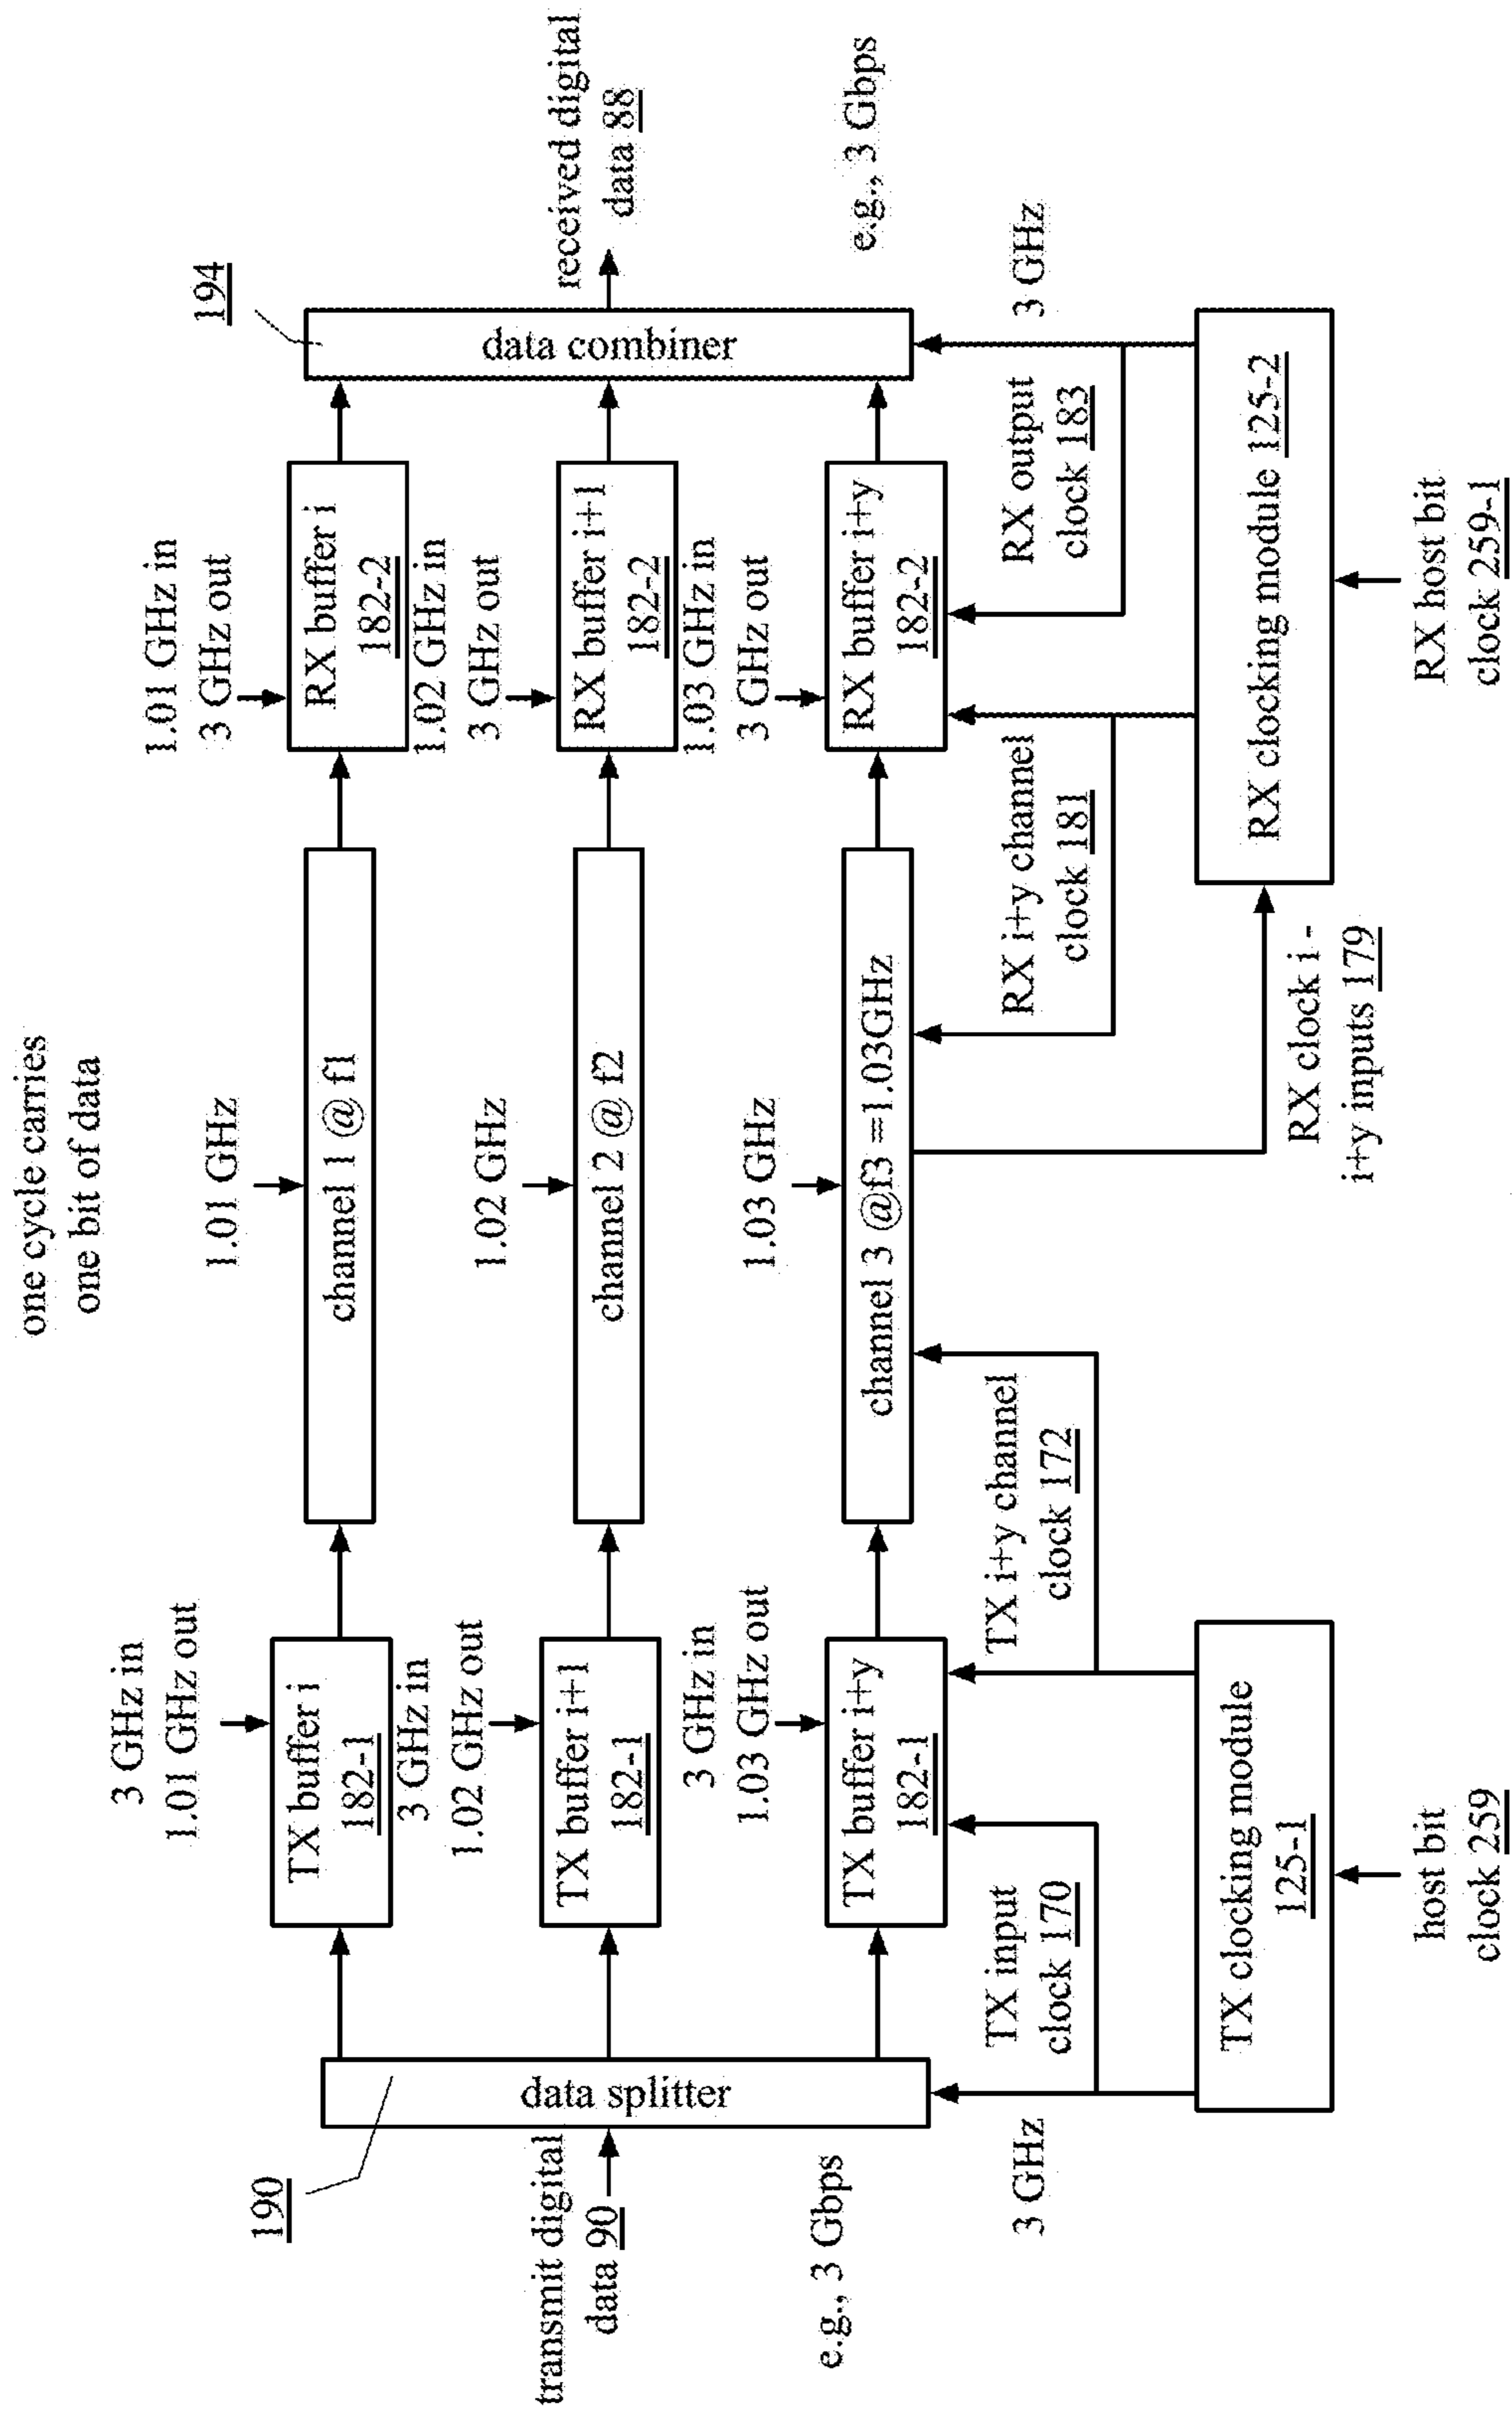 one cycle carries
one bit of data
190
transmit digital
data 90
e.g., 3 Gbps
data splitter
3 GHz
3 GHz in
1.01 GHz out
TX buffer i
182-1
3 GHz in
1.02 GHz out
TX buffer i+1
182-1
3 GHz in
1.03 GHz out
TX buffer i+y
182-1
TX input
clock 170
TX clocking module
125-1
host bit
clock 259
TX i+y channel
clock 172
1.01 GHz
channel 1 @ f1
1.02 GHz
channel 2 @ f2
1.03 GHz
channel 3 @f3 =1.03GHz
RX i+y channel
clock 181
RX clock i -
i+y inputs 179
1.01 GHz in
3 GHz out
RX buffer i
182-2
1.02 GHz in
3 GHz out
RX buffer i+1
182-2
1.03 GHz in
3 GHz out
RX buffer i+y
182-2
RX output
clock 183
RX clocking module 125-2
RX host bit
clock 259-1
194
data combiner
3 GHz
received digital
data 88
e.g., 3 Gbps